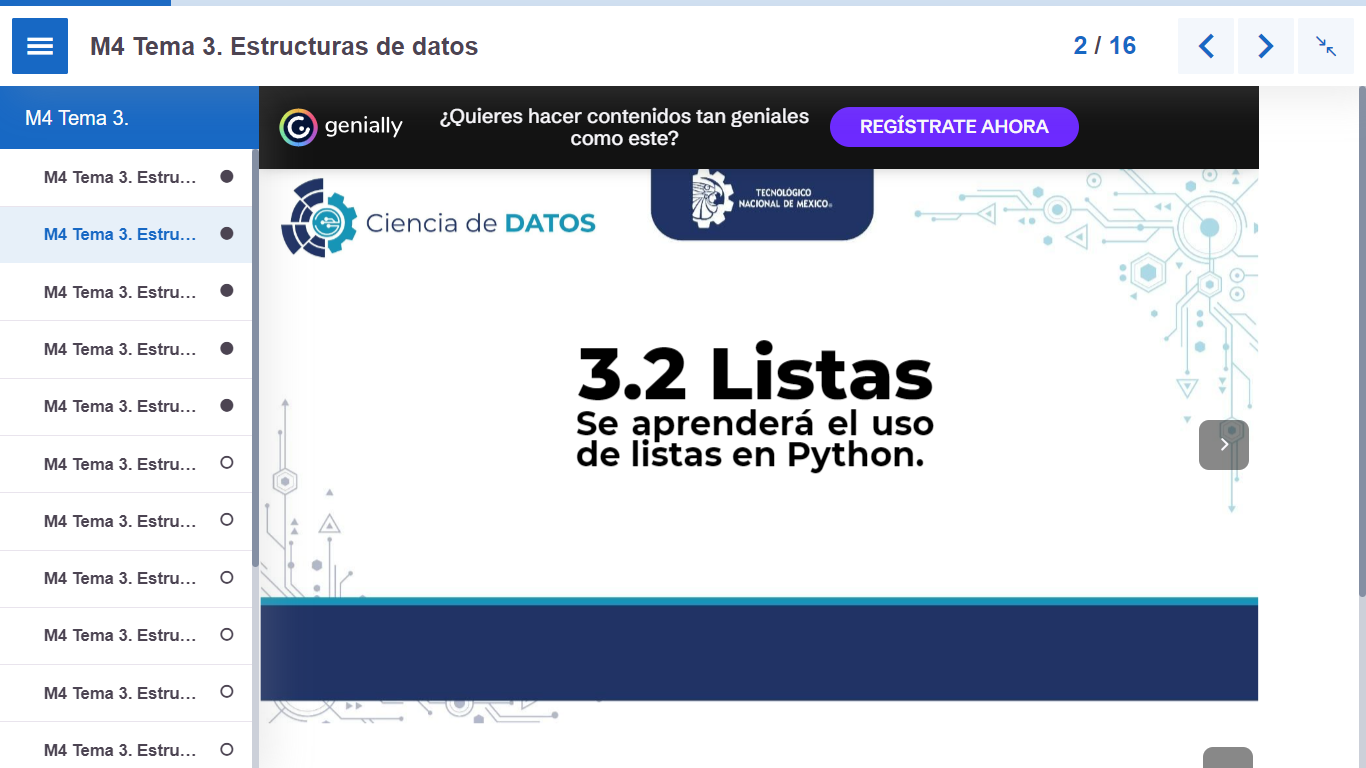 M4 Tema 3. Estructuras de datos
2 / 16
M4 Tema 3.
M4 Tema 3. Estru...
M4 Tema 3. Estru...
M4 Tema 3. Estru...
M4 Tema 3. Estru...
M4 Tema 3. Estru...
M4 Tema 3. Estru...
M4 Tema 3. Estru...
M4 Tema 3. Estru...
M4 Tema 3. Estru...
M4 Tema 3. Estru...
M4 Tema 3. Estru...
genially
¿Quieres hacer contenidos tan geniales
como este?
REGÍSTRATE AHORA
Ciencia de DATOS
TECNOLÓGICO
NACIONAL DE MÉXICO®
3.2 Listas
Se aprenderá el uso
de listas en Python.